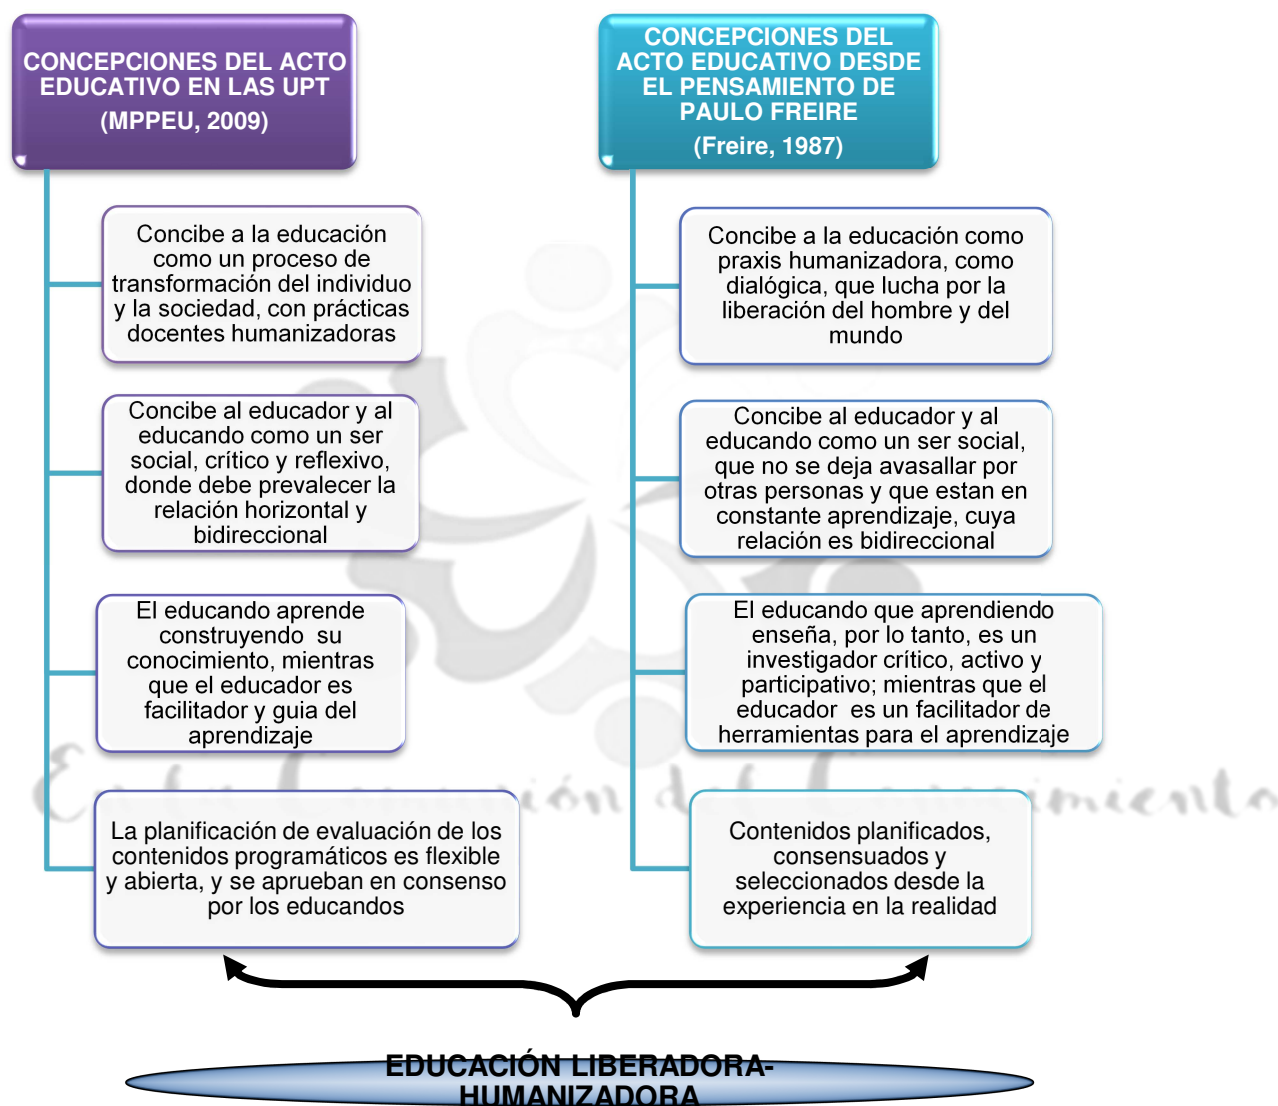 CONCEPCIONES DEL ACTO
EDUCATIVO EN LAS UPT
(MPPEU, 2009)
Concibe a la educación
como un proceso de
transformación del individuo
y la sociedad, con prácticas
docentes humanizadoras
Concibe al educador y al
educando como un ser
social, crítico y reflexivo,
donde debe prevalecer la
relación horizontal y
bidireccional
El educando aprende
construyendo su
conocimiento, mientras
que el educador es
facilitador y guia del
aprendizaje
La planificación de evaluación de los
contenidos programáticos es flexible
y abierta, y se aprueban en consenso
por los educandos
CONCEPCIONES DEL
ACTO EDUCATIVO DESDE
EL PENSAMIENTO DE
PAULO FREIRE
(Freire, 1987)
Concibe a la educación como
praxis humanizadora, como
dialógica, que lucha por la
liberación del hombre y del
mundo
Concibe al educador y al
educando como un ser social,
que no se deja avasallar por
otras personas y que estan en
constante aprendizaje, cuya
relación es bidireccional
El educando que aprendiendo
enseña, por lo tanto, es un
investigador crítico, activo y
participativo; mientras que el
educador es un facilitador de
herramientas para el aprendizaje
Contenidos planificados,
consensuados y
seleccionados desde la
experiencia en la realidad
EDUCACIÓN LIBERADORA-
HUMANIZADORA